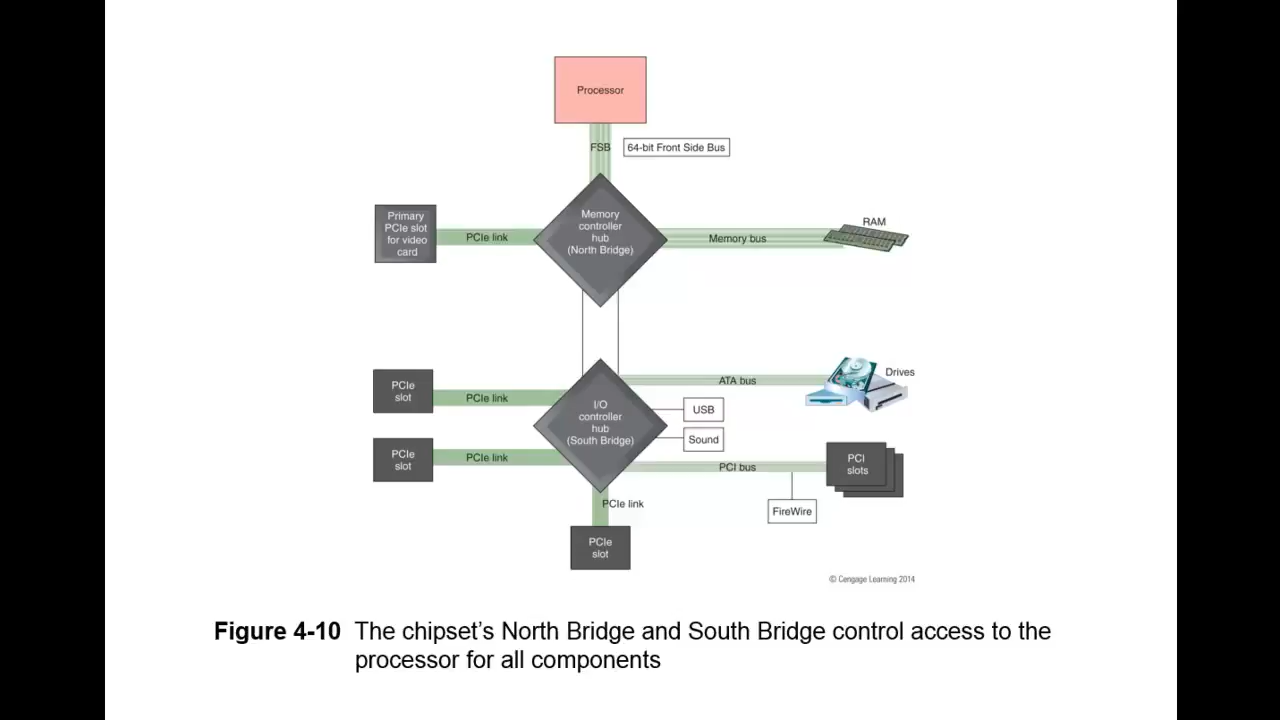 Processor
FSB
64-bit Front Side Bus
Primary
PCIe slot
for video
card
PCIe link
Memory
controller
hub
(North Bridge)
Memory bus
RAM
PCIe
slot
PCIe link
I/O
controller
hub
(South Bridge)
ATA bus
Drives
USB
Sound
PCIe
slot
PCIe link
PCI bus
PCI
slots
FireWire
PCIe link
PCIe
slot
© Cengage Learning 2014
Figure 4-10 The chipset's North Bridge and South Bridge control access to the
processor for all components